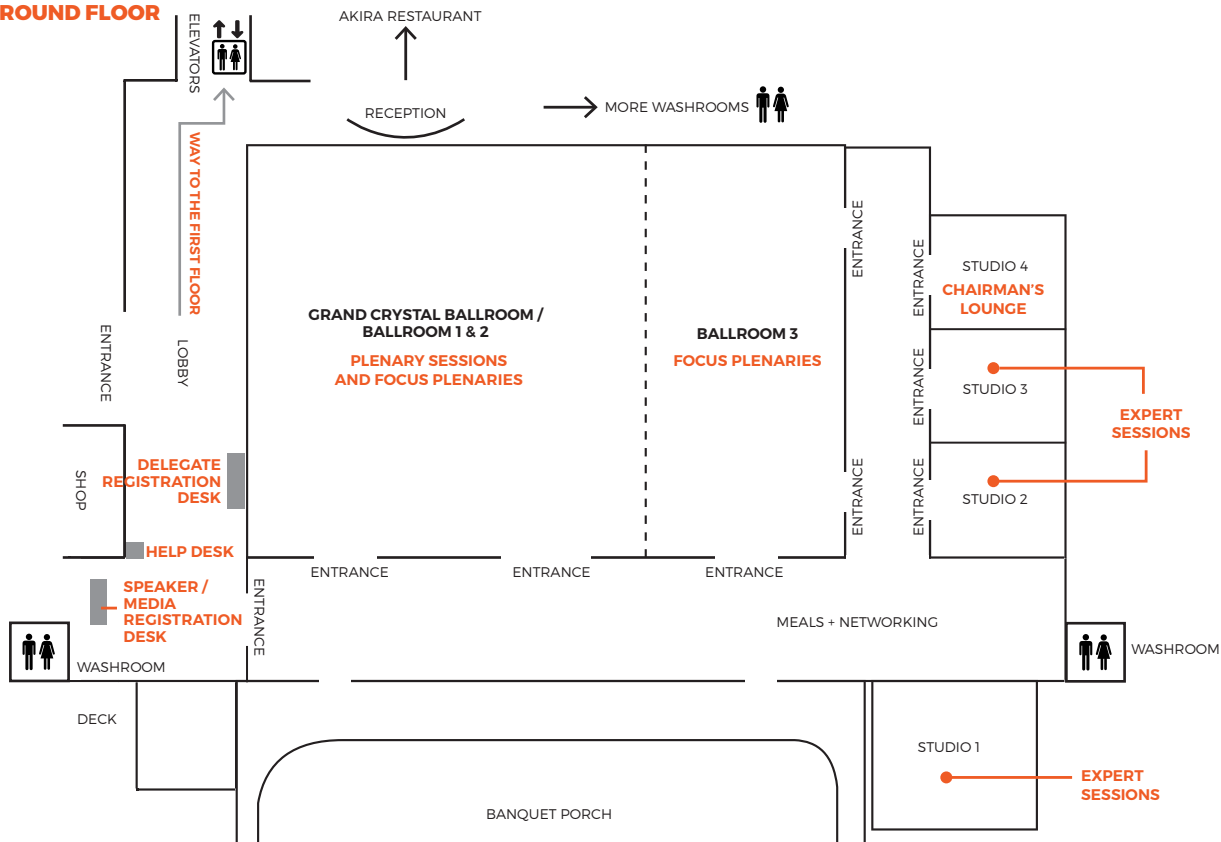 ROUND FLOOR
ELEVATORS
AKIRA RESTAURANT
RECEPTION
MORE WASHROOMS
WAY TO THE FIRST FLOOR
ENTRANCE
LOBBY
GRAND CRYSTAL BALLROOM /
BALLROOM 1 & 2
PLENARY SESSIONS
AND FOCUS PLENARIES
BALLROOM 3
FOCUS PLENARIES
ENTRANCE
ENTRANCE
STUDIO 4
CHAIRMAN'S
LOUNGE
ENTRANCE
STUDIO 3
EXPERT
SESSIONS
ENTRANCE
ENTRANCE
STUDIO 2
SHOP
DELEGATE
REGISTRATION
DESK
HELP DESK
SPEAKER /
MEDIA
REGISTRATION
DESK
ENTRANCE
ENTRANCE
ENTRANCE
ENTRANCE
MEALS + NETWORKING
WASHROOM
WASHROOM
DECK
STUDIO 1
EXPERT
SESSIONS
BANQUET PORCH